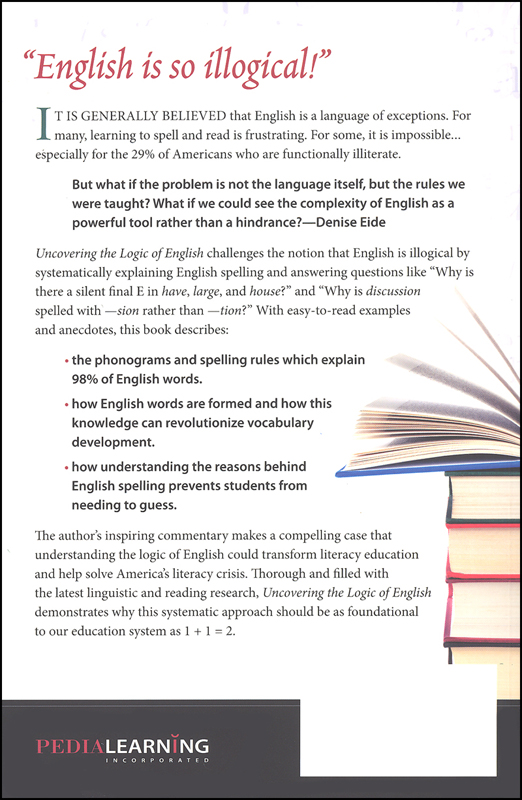 “English is so illogical!”
IT IS GENERALLY BELIEVED that English is a language of exceptions. For
many, learning to spell and read is frustrating. For some, it is impossible...
especially for the 29% of Americans who are functionally illiterate.
But what if the problem is not the language itself, but the rules we
were taught? What if we could see the complexity of English as a
powerful tool rather than a hindrance?—Denise Eide
Uncovering the Logic of English challenges the notion that English is illogical by
systematically explaining English spelling and answering questions like “Why is
there a silent final E in have, large, and house?” and “Why is discussion
spelled with —sion rather than —tion?” With easy-to-read examples
and anecdotes, this book describes:
• the phonograms and spelling rules which explain
98% of English words.
• how English words are formed and how this
knowledge can revolutionize vocabulary
development.
• how understanding the reasons behind
English spelling prevents students from
needing to guess.
The author’s inspiring commentary makes a compelling case that
understanding the logic of English could transform literacy education
and help solve America’s literacy crisis. Thorough and filled with
the latest linguistic and reading research, Uncovering the Logic of English
demonstrates why this systematic approach should be as foundational
to our education system as 1 + 1 = 2.
PEDIALEARNING
INCORPORATED